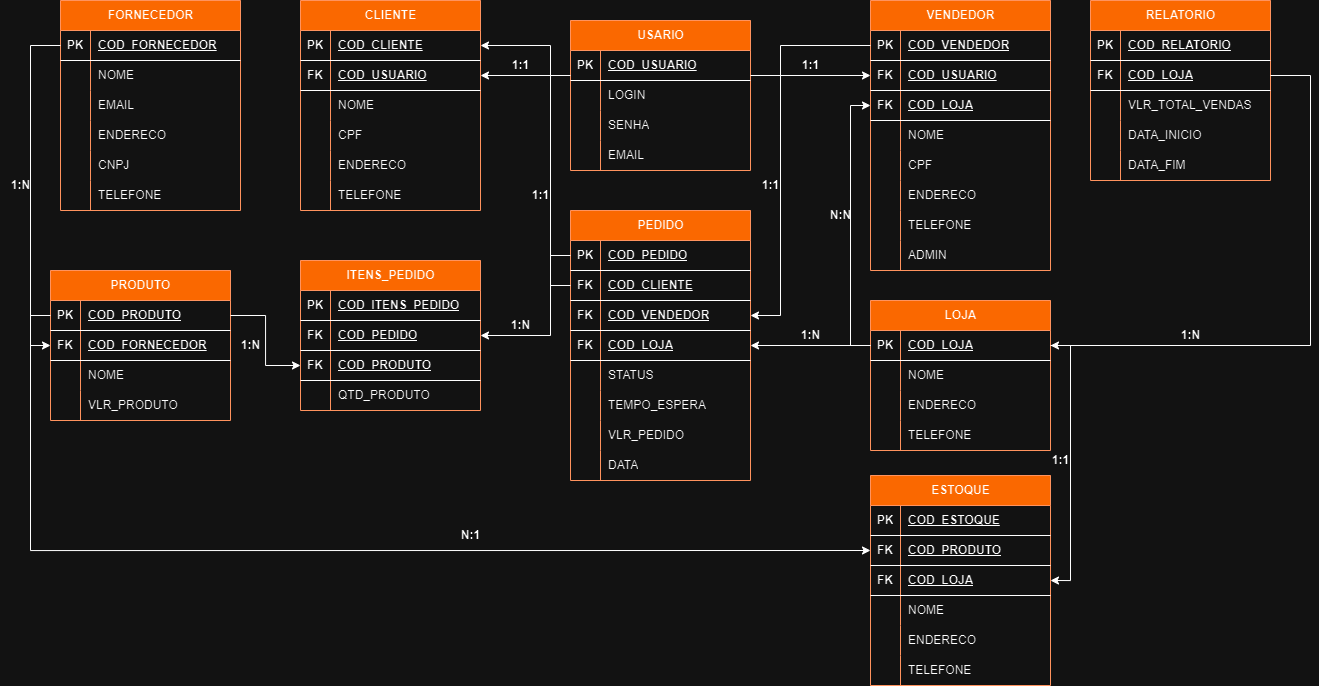 FORNECEDOR
PK COD_FORNECEDOR
NOME
EMAIL
ENDERECO
CNPJ
TELEFONE
CLIENTE
PK COD_CLIENTE
FK COD_USUARIO
NOME
CPF
ENDERECO
TELEFONE
USARIO
PK COD_USUARIO
LOGIN
SENHA
EMAIL
VENDEDOR
PK COD_VENDEDOR
FK COD_USUARIO
FK COD_LOJA
NOME
CPF
ENDERECO
TELEFONE
ADMIN
RELATORIO
PK COD_RELATORIO
FK COD_LOJA
VLR_TOTAL_VENDAS
DATA_INICIO
DATA_FIM
1:1
1:1
1:N
1:1
1:1
N:N
PRODUTO
PK COD_PRODUTO
FK COD_FORNECEDOR
NOME
VLR_PRODUTO
1:N
ITENS_PEDIDO
PK COD_ITENS_PEDIDO
FK COD_PEDIDO
FK COD_PRODUTO
QTD_PRODUTO
1:N
PEDIDO
PK COD_PEDIDO
FK COD_CLIENTE
FK COD_VENDEDOR
FK COD_LOJA
STATUS
TEMPO_ESPERA
VLR_PEDIDO
DATA
1:N
LOJA
PK COD_LOJA
NOME
ENDERECO
TELEFONE
1:N
1:1
N:1
ESTOQUE
PK COD_ESTOQUE
FK COD_PRODUTO
FK COD_LOJA
NOME
ENDERECO
TELEFONE